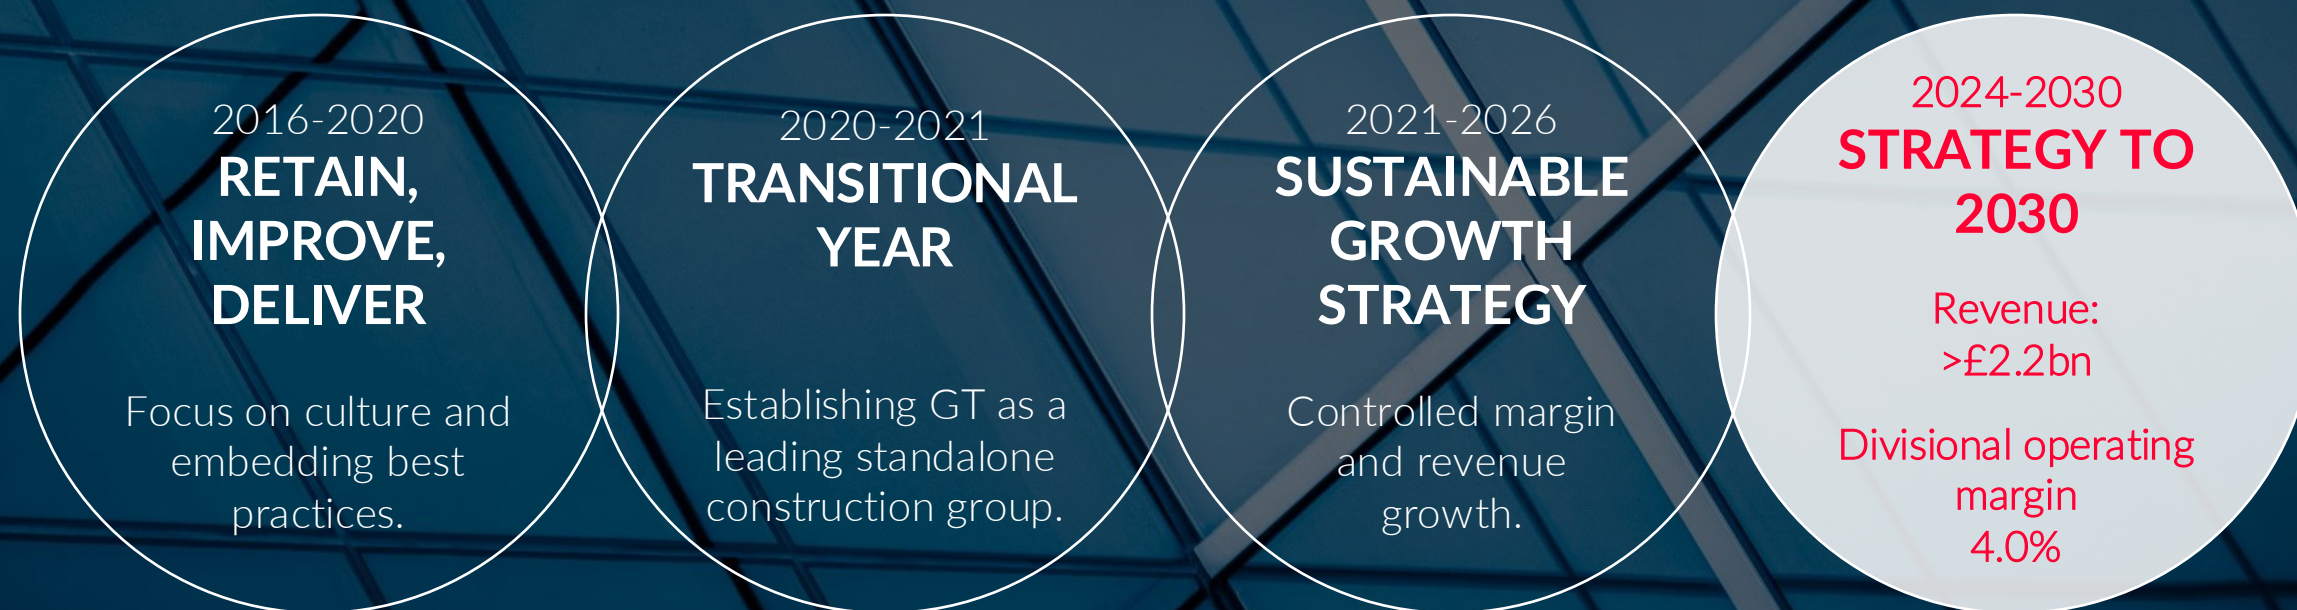 2016-2020
RETAIN,
IMPROVE,
DELIVER
Focus on culture and
embedding best
practices.
2020-2021
TRANSITIONAL
YEAR
Establishing GT as a
leading standalone
construction group.
2021-2026
SUSTAINABLE
GROWTH
STRATEGY
Controlled margin
and revenue
growth.
2024-2030
STRATEGY TO
2030
Revenue:
>£2.2bn
Divisional operating
margin
4.0%